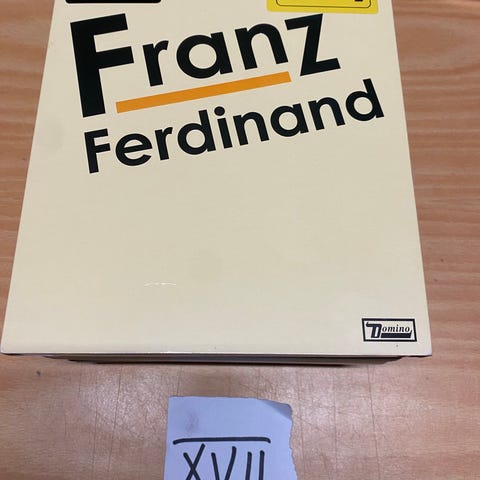 Franz
Ferdinand
Domino
XVII